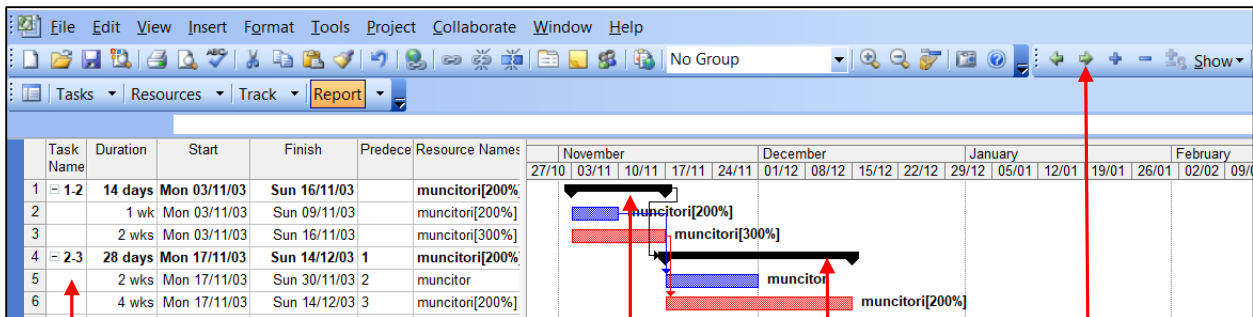 File Edit View Insert Format Tools Project Collaborate Window Help
No Group Show
Tasks Resources Track Report
Task Name Duration Start Finish Predece Resource Names
November December January February
27/10 03/11 10/11 17/11 24/11 01/12 08/12 15/12 22/12 29/12 05/01 12/01 19/01 26/01 02/02 09/0
1 1-2 14 days Mon 03/11/03 Sun 16/11/03 muncitori[200%]
2 1 wk Mon 03/11/03 Sun 09/11/03 muncitori[200%] muncitori[200%]
3 2 wks Mon 03/11/03 Sun 16/11/03 muncitori[300%] muncitori[300%]
4 2-3 28 days Mon 17/11/03 Sun 14/12/03 1 muncitori[200%
5 2 wks Mon 17/11/03 Sun 30/11/03 2 muncitor muncitor
6 4 wks Mon 17/11/03 Sun 14/12/03 3 muncitori[200%] muncitori[200%]